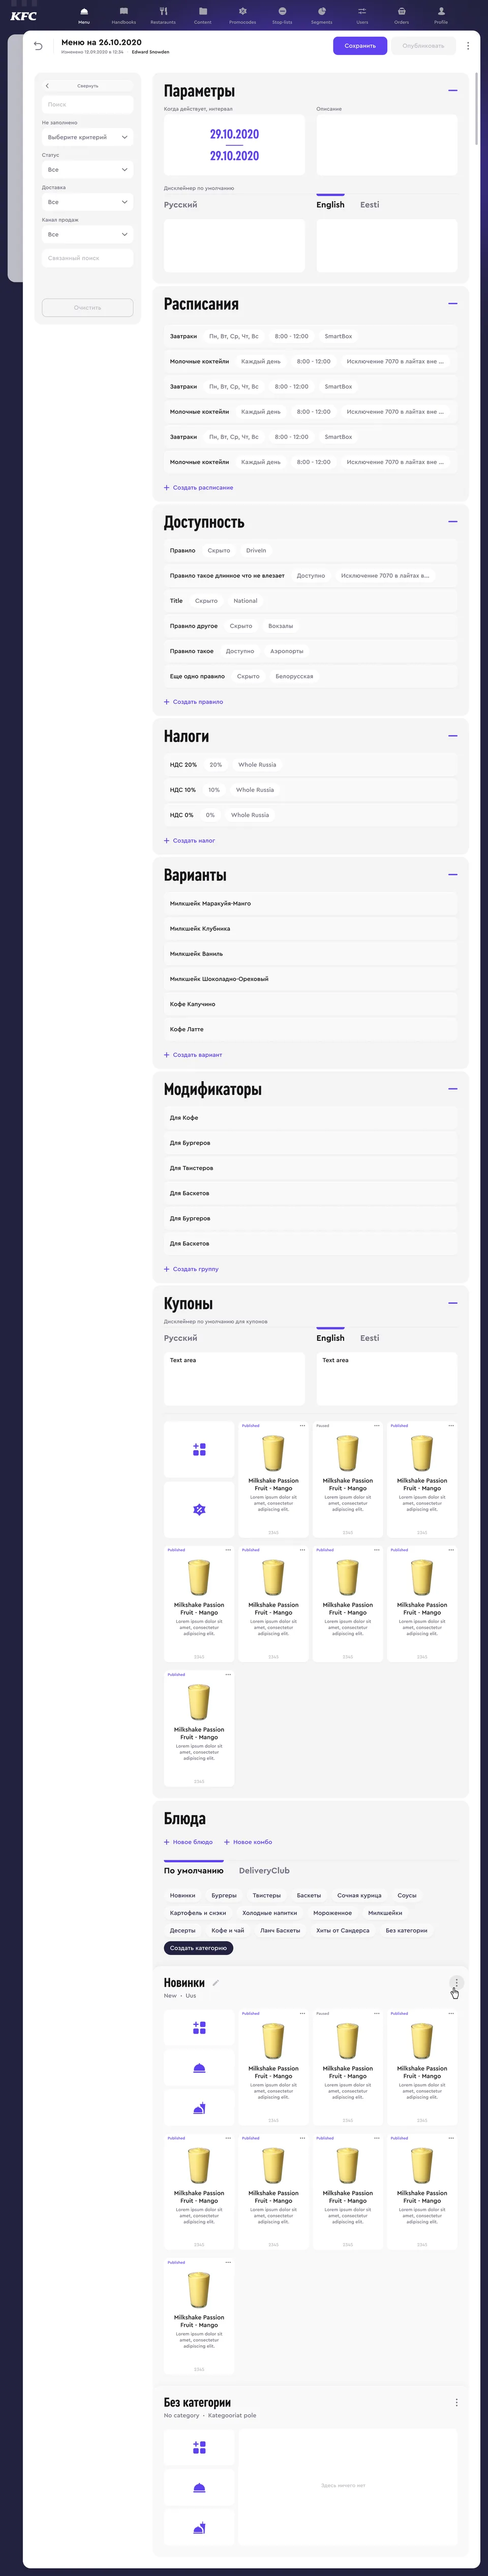 KFC
Menu
Handbooks
Restaurants
Content
Promocodes
Stop-lists
Segments
Users
Orders
Profile
Меню на 26.10.2020
Изменено 12.09.2020 в 12:34
Edward Snowden
Сохранить
Опубликовать
Свернуть
Поиск
Не заполнено
Выберите критерий
Статус
Все
Доставка
Все
Канал продаж
Все
Связанный поиск
Очистить
Параметры
Когда действует, интервал
Описание
29.10.2020
29.10.2020
Дисклеймер по умолчанию
Русский
English
Eesti
Расписания
Завтраки Пн, Вт, Ср, Чт, Вс 8:00 - 12:00 SmartBox
Молочные коктейли Каждый день 8:00 - 12:00 Исключение 7070 в лайтах вне ...
Завтраки Пн, Вт, Ср, Чт, Вс 8:00 - 12:00 SmartBox
Молочные коктейли Каждый день 8:00 - 12:00 Исключение 7070 в лайтах вне ...
Завтраки Пн, Вт, Ср, Чт, Вс 8:00 - 12:00 SmartBox
Молочные коктейли Каждый день 8:00 - 12:00 Исключение 7070 в лайтах вне ...
+ Создать расписание
Доступность
Правило Скрыто DriveIn
Правило такое длинное что не влезает Доступно Исключение 7070 в лайтах в...
Title Скрыто National
Правило другое Скрыто Вокзалы
Правило такое Доступно Аэропорты
Еще одно правило Скрыто Белорусская
+ Создать правило
Налоги
НДС 20% 20% Whole Russia
НДС 10% 10% Whole Russia
НДС 0% 0% Whole Russia
+ Создать налог
Варианты
Милкшейк Маракуйя-Манго
Милкшейк Клубника
Милкшейк Ваниль
Милкшейк Шоколадно-Ореховый
Кофе Капучино
Кофе Латте
+ Создать вариант
Модификаторы
Для Кофе
Для Бургеров
Для Твистеров
Для Баскетов
Для Бургеров
Для Баскетов
+ Создать группу
Купоны
Дисклеймер по умолчанию для купонов
Русский
English
Eesti
Text area
Text area
Published
Paused
Published
Milkshake Passion Milkshake Passion Milkshake Passion
Fruit - Mango Fruit - Mango Fruit - Mango
Lorem ipsum dolor sit Lorem ipsum dolor sit Lorem ipsum dolor sit
amet, consectetur amet, consectetur amet, consectetur
adipiscing elit. adipiscing elit. adipiscing elit.
2345 2345 2345
Published Published Published Published
Milkshake Passion Milkshake Passion Milkshake Passion Milkshake Passion
Fruit - Mango Fruit - Mango Fruit - Mango Fruit - Mango
Lorem ipsum dolor sit Lorem ipsum dolor sit Lorem ipsum dolor sit Lorem ipsum dolor sit
amet, consectetur amet, consectetur amet, consectetur amet, consectetur
adipiscing elit. adipiscing elit. adipiscing elit. adipiscing elit.
2345 2345 2345 2345
Published
Milkshake Passion
Fruit - Mango
Lorem ipsum dolor sit
amet, consectetur
adipiscing elit.
2345
Блюда
+ Новое блюдо + Новое комбо
По умолчанию
DeliveryClub
Новинки Бургеры Твистеры Баскеты Сочная курица Соусы
Картофель и снэки Холодные напитки Мороженное Милкшейки
Десерты Кофе и чай Ланч Баскеты Хиты от Сандерса Без категории
Создать категорию
Новинки
New - Uus
Published Paused Published
Milkshake Passion Milkshake Passion Milkshake Passion
Fruit - Mango Fruit - Mango Fruit - Mango
Lorem ipsum dolor sit Lorem ipsum dolor sit Lorem ipsum dolor sit
amet, consectetur amet, consectetur amet, consectetur
adipiscing elit. adipiscing elit. adipiscing elit.
2345 2345 2345
Published Published Published Published
Milkshake Passion Milkshake Passion Milkshake Passion Milkshake Passion
Fruit - Mango Fruit - Mango Fruit - Mango Fruit - Mango
Lorem ipsum dolor sit Lorem ipsum dolor sit Lorem ipsum dolor sit Lorem ipsum dolor sit
amet, consectetur amet, consectetur amet, consectetur amet, consectetur
adipiscing elit. adipiscing elit. adipiscing elit. adipiscing elit.
2345 2345 2345 2345
Published
Milkshake Passion
Fruit - Mango
Lorem ipsum dolor sit
amet, consectetur
adipiscing elit.
2345
Без категории
No category - Kategooriat pole
Здесь ничего нет